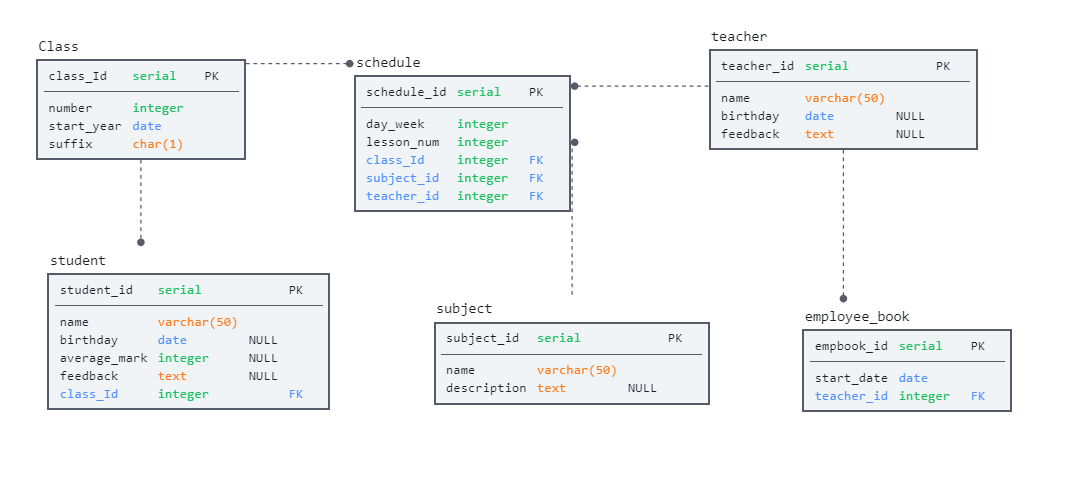 Class
class_Id serial PK
number integer
start_year date
suffix char(1)
schedule
schedule_id serial PK
day_week integer
lesson_num integer
class_Id integer FK
subject_id integer FK
teacher_id integer FK
teacher
teacher_id serial PK
name varchar(50)
birthday date NULL
feedback text NULL
student
student_id serial PK
name varchar(50)
birthday date NULL
average_mark integer NULL
feedback text NULL
class_Id integer FK
subject
subject_id serial PK
name varchar(50)
description text NULL
employee_book
empbook_id serial PK
start_date date
teacher_id integer FK